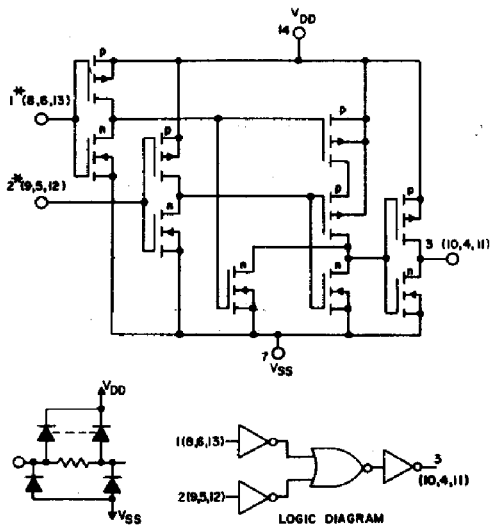 VDD
14
p
p
1*(8,6,13)
n
p
p
2*(9,5,12)
n
p
p
3 (10,4,11)
n
n
n
7
VSS
VDD
VSS
1(8,6,13)
2(9,5,12)
3
(10,4,11)
LOGIC DIAGRAM